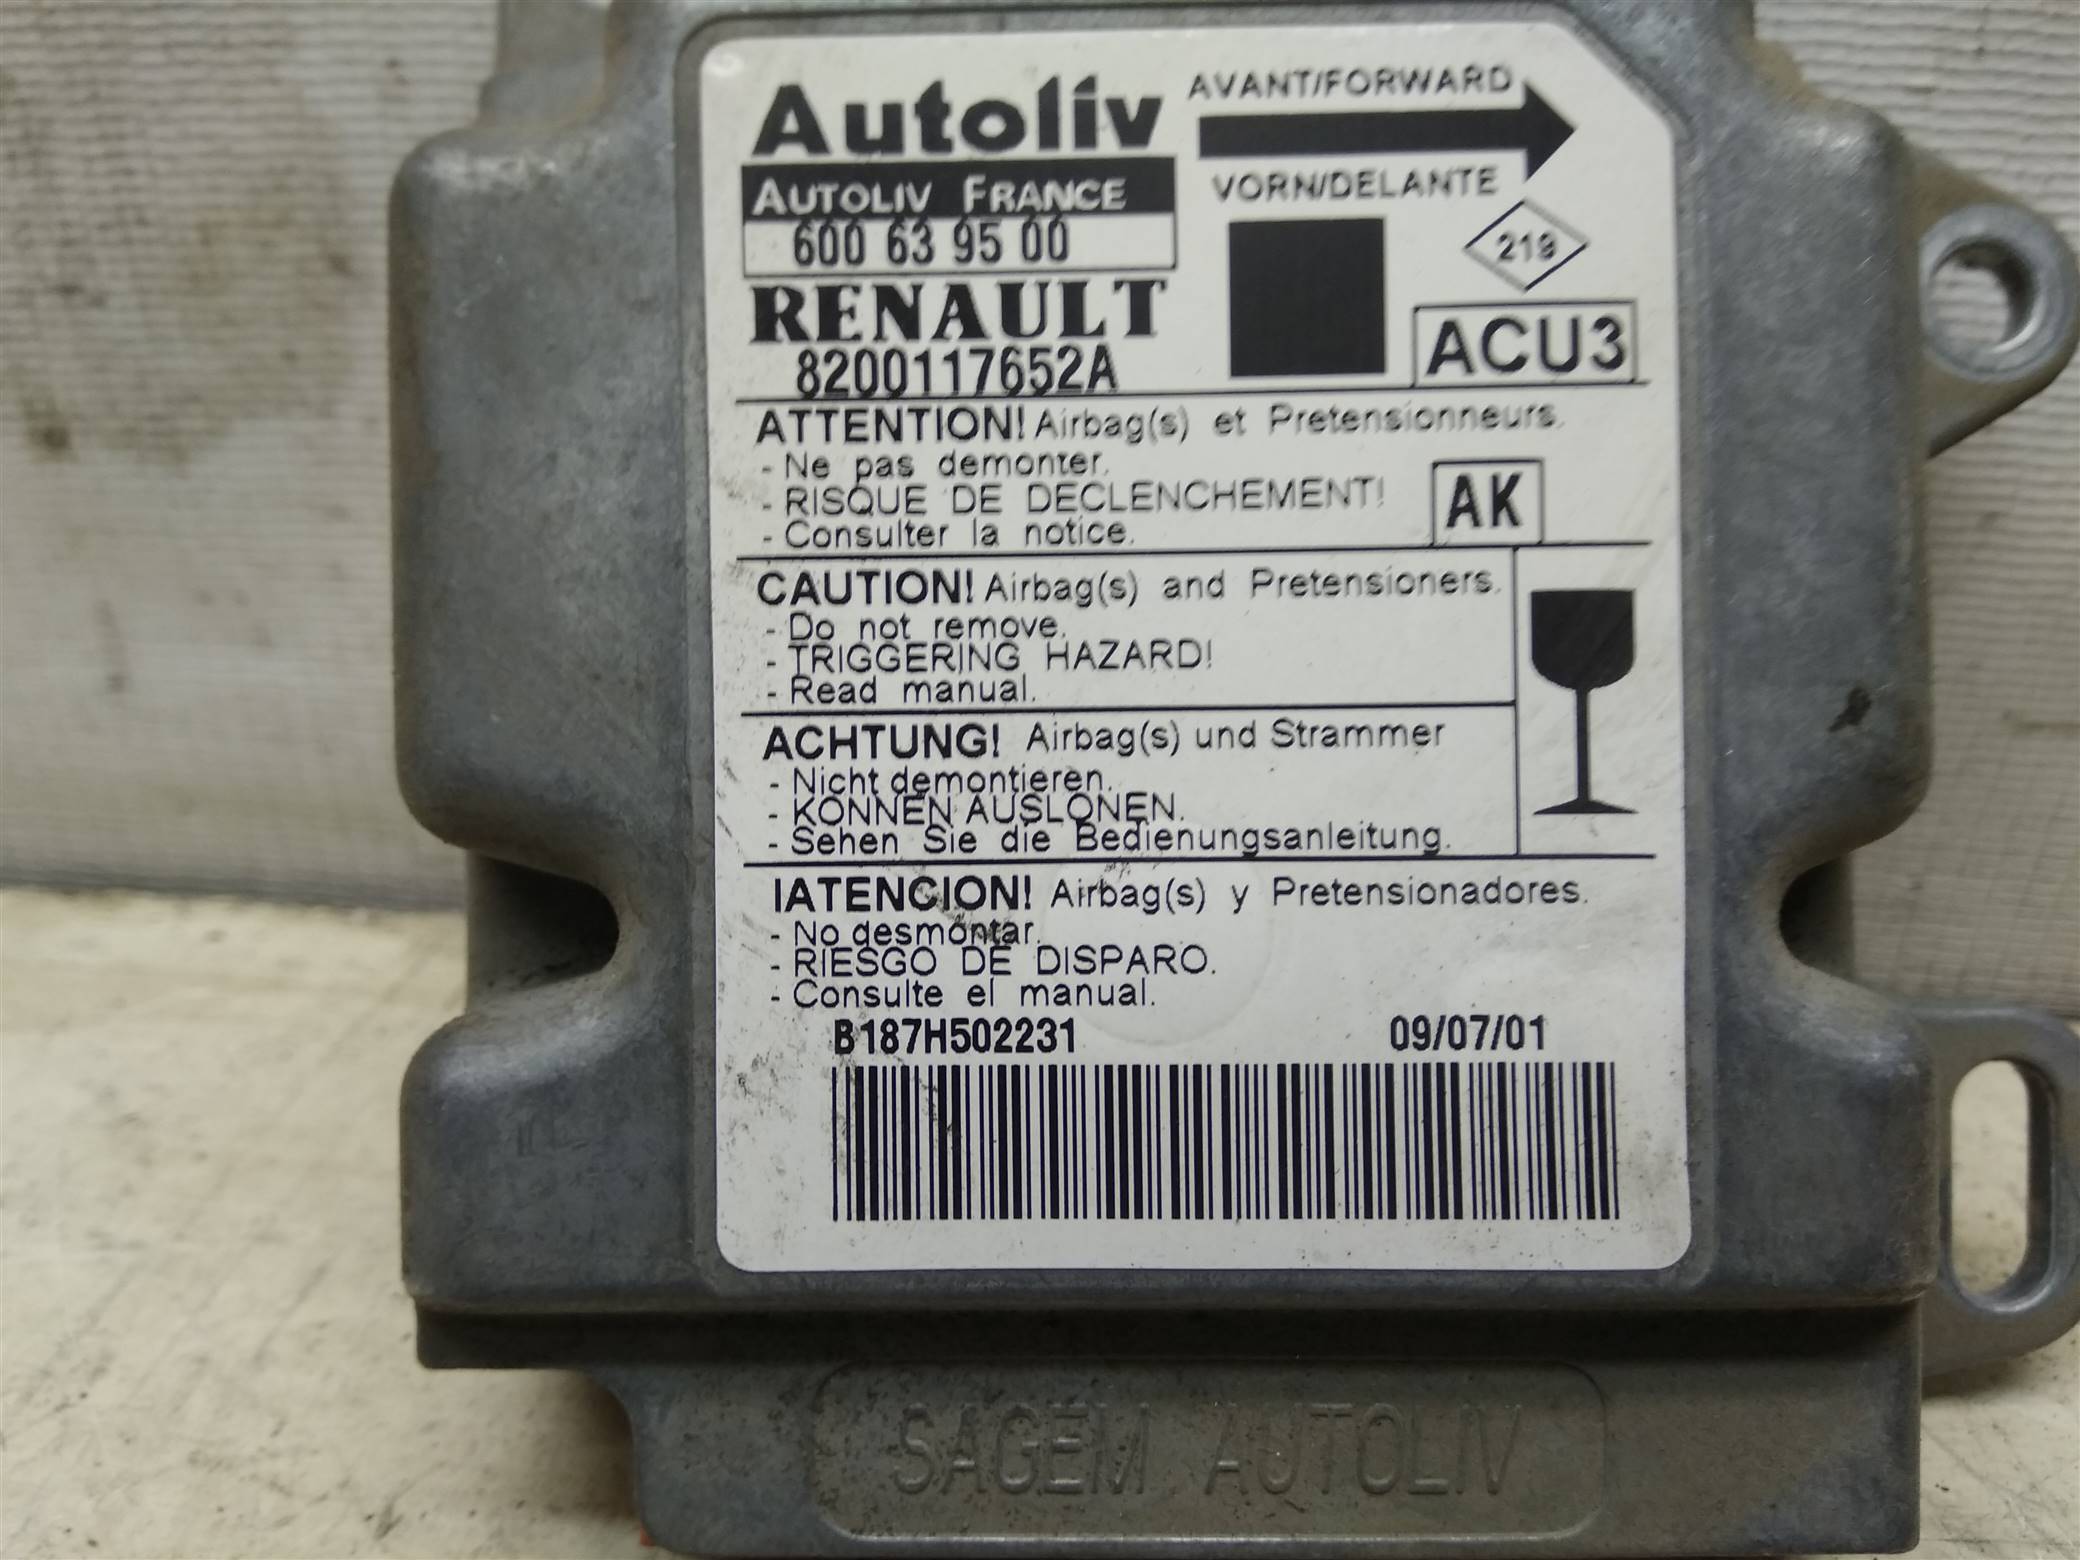 Autoliv
AVANT/FORWARD
AUTOLIV FRANCE
VORN/DELANTE
600 63 95 00
219
RENAULT
ACU3
8200117652A
ATTENTION! Airbag(s) et Pretensionneurs.
- Ne pas demonter.
- RISQUE DE DECLENCHEMENT!
- Consulter la notice.
AK
CAUTION! Airbag(s) and Pretensioners.
- Do not remove.
- TRIGGERING HAZARD!
- Read manual.
ACHTUNG! Airbag(s) und Strammer
- Nicht demontieren.
- KONNEN AUSLONEN.
- Sehen Sie die Bedienungsanleitung.
IATENCION! Airbag(s) y Pretensionadores.
- No desmontar.
- RIESGO DE DISPARO.
- Consulte el manual.
B187H502231 09/07/01
SAGEM AUTOLIV